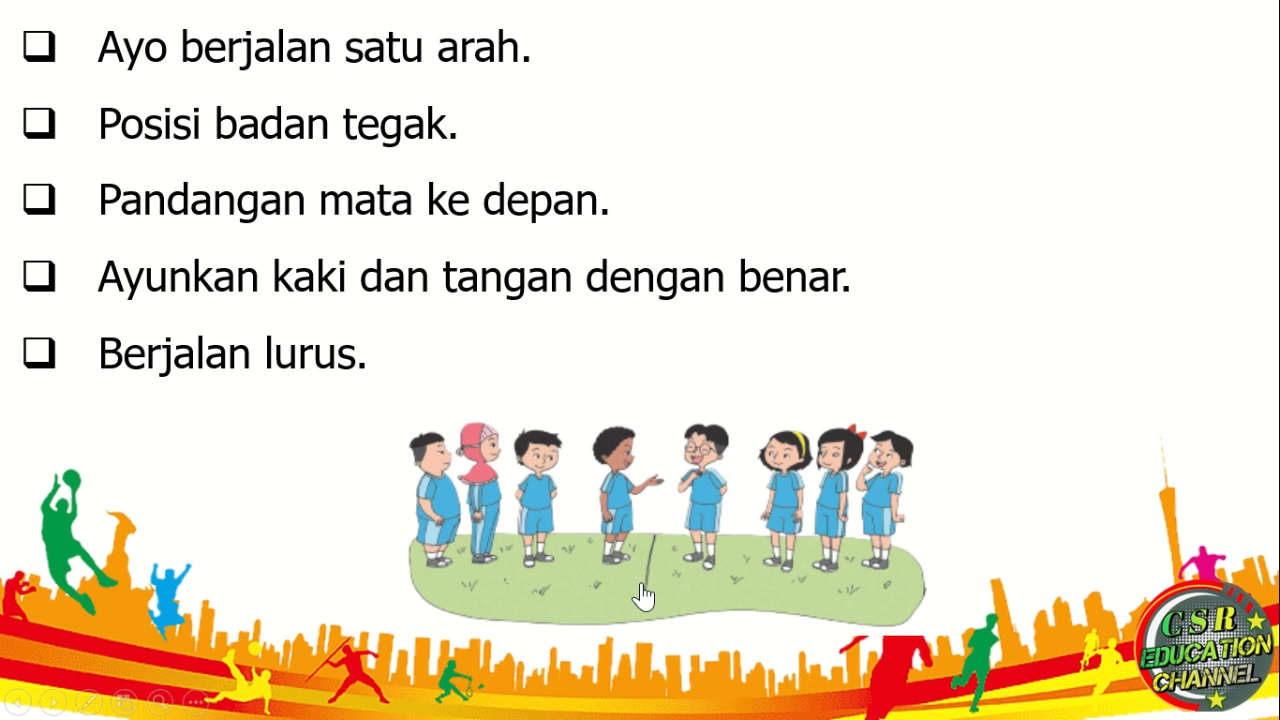 Ayo berjalan satu arah.
Posisi badan tegak.
Pandangan mata ke depan.
Ayunkan kaki dan tangan dengan benar.
Berjalan lurus.
CSR
EDUCATION
CHANNEL